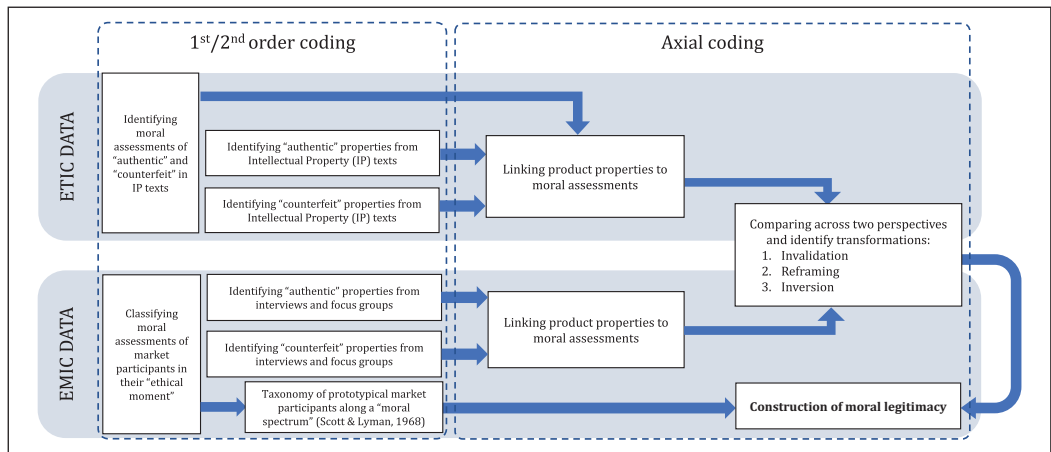 1st/2nd order coding
Axial coding
ETIC DATA
Identifying
moral
assessments of
"authentic" and
"counterfeit" in
IP texts
Identifying "authentic" properties from
Intellectual Property (IP) texts
Identifying "counterfeit" properties from
Intellectual Property (IP) texts
Linking product properties to
moral assessments
Comparing across two perspectives
and identify transformations:
1. Invalidation
2. Reframing
3. Inversion
EMIC DATA
Classifying
moral
assessments of
market
participants in
their "ethical
moment"
Identifying "authentic" properties from
interviews and focus groups
Identifying "counterfeit" properties from
interviews and focus groups
Taxonomy of prototypical market
participants along a "moral
spectrum" (Scott & Lyman, 1968)
Linking product properties to
moral assessments
Construction of moral legitimacy